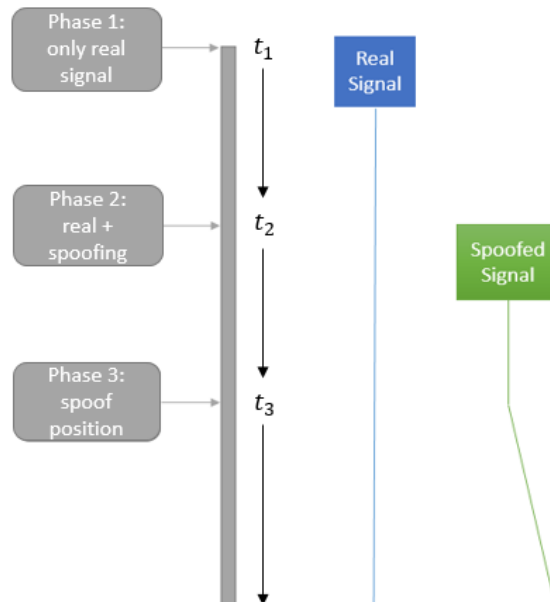 Phase 1:
only real
signal
t₁
Real
Signal
Phase 2:
real +
spoofing
t₂
Spoofed
Signal
Phase 3:
spoof
position
t₃